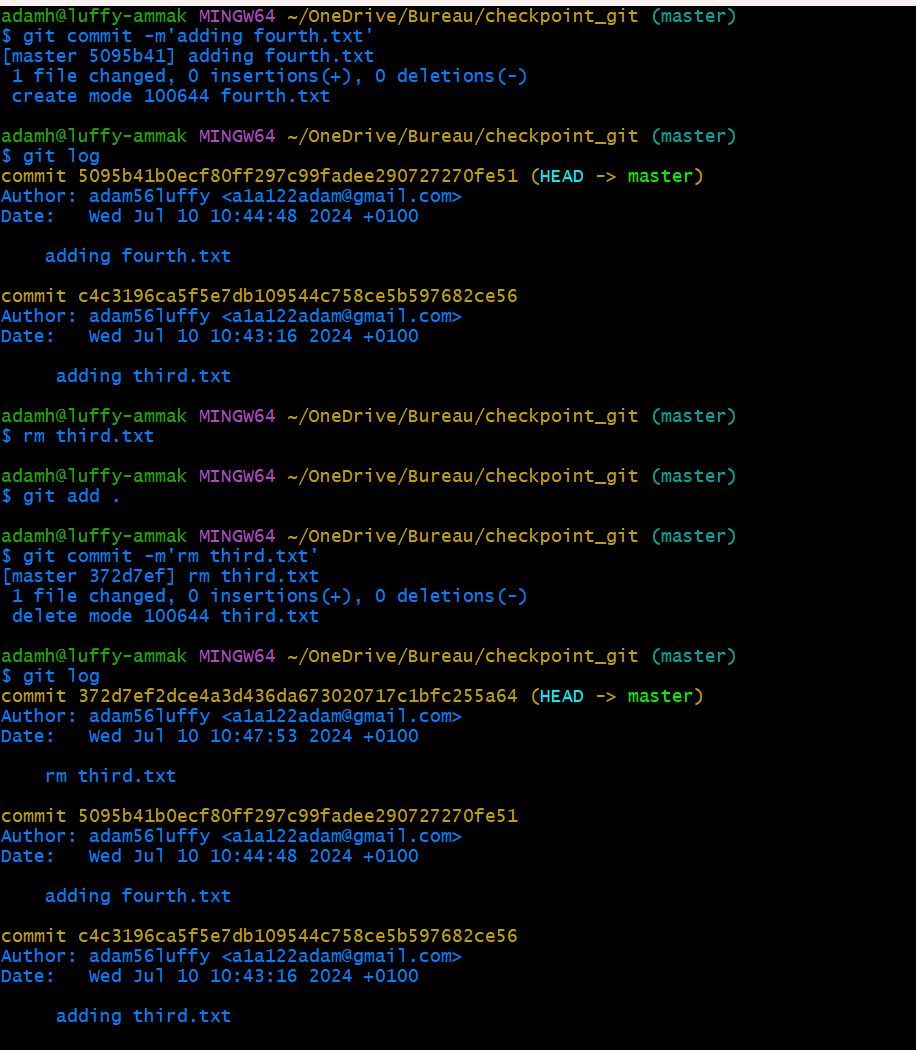 adamh@luffy-ammak MINGW64 ~/OneDrive/Bureau/checkpoint_git (master)
$ git commit -m'adding fourth.txt'
[master 5095b41] adding fourth.txt
 1 file changed, 0 insertions(+), 0 deletions(-)
 create mode 100644 fourth.txt

adamh@luffy-ammak MINGW64 ~/OneDrive/Bureau/checkpoint_git (master)
$ git log
commit 5095b41b0ecf80ff297c99fadee290727270fe51 (HEAD -> master)
Author: adam56luffy <a1a122adam@gmail.com>
Date:   Wed Jul 10 10:44:48 2024 +0100

    adding fourth.txt

commit c4c3196ca5f5e7db109544c758ce5b597682ce56
Author: adam56luffy <a1a122adam@gmail.com>
Date:   Wed Jul 10 10:43:16 2024 +0100

     adding third.txt

adamh@luffy-ammak MINGW64 ~/OneDrive/Bureau/checkpoint_git (master)
$ rm third.txt

adamh@luffy-ammak MINGW64 ~/OneDrive/Bureau/checkpoint_git (master)
$ git add .

adamh@luffy-ammak MINGW64 ~/OneDrive/Bureau/checkpoint_git (master)
$ git commit -m'rm third.txt'
[master 372d7ef] rm third.txt
 1 file changed, 0 insertions(+), 0 deletions(-)
 delete mode 100644 third.txt

adamh@luffy-ammak MINGW64 ~/OneDrive/Bureau/checkpoint_git (master)
$ git log
commit 372d7ef2dce4a3d436da673020717c1bfc255a64 (HEAD -> master)
Author: adam56luffy <a1a122adam@gmail.com>
Date:   Wed Jul 10 10:47:53 2024 +0100

    rm third.txt

commit 5095b41b0ecf80ff297c99fadee290727270fe51
Author: adam56luffy <a1a122adam@gmail.com>
Date:   Wed Jul 10 10:44:48 2024 +0100

    adding fourth.txt

commit c4c3196ca5f5e7db109544c758ce5b597682ce56
Author: adam56luffy <a1a122adam@gmail.com>
Date:   Wed Jul 10 10:43:16 2024 +0100

     adding third.txt